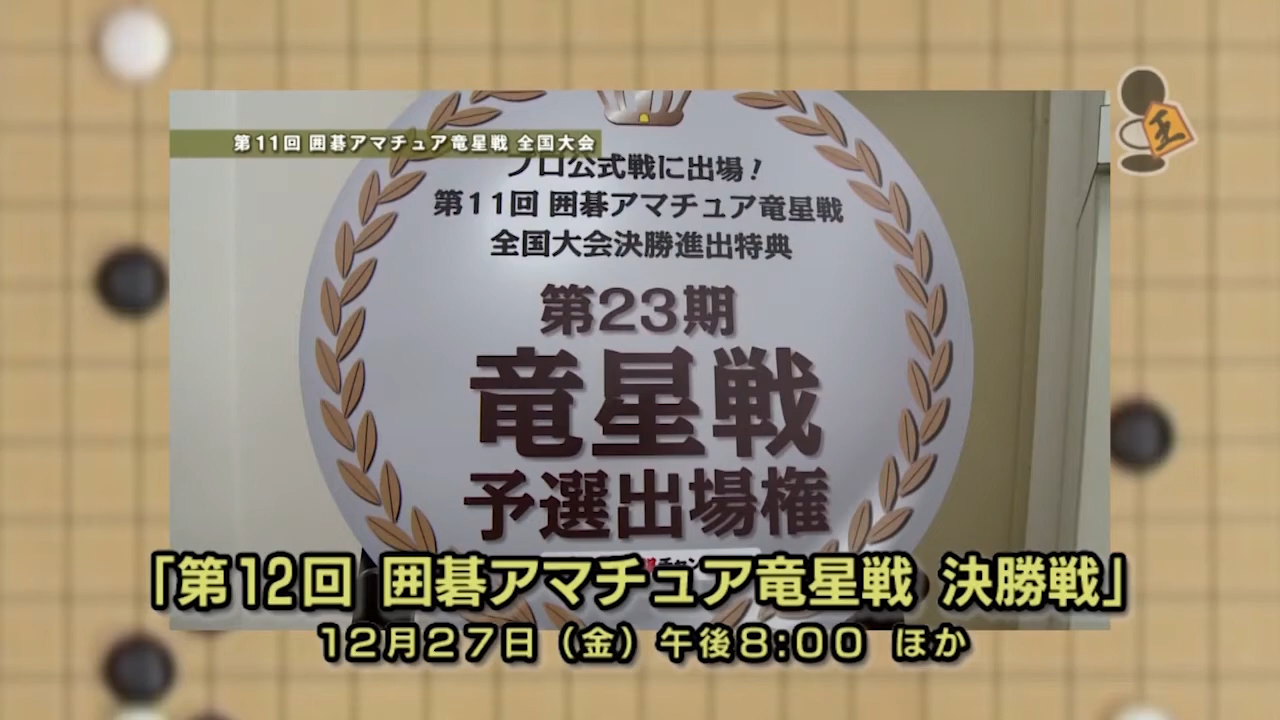 第11回 囲碁アマチュア竜星戦 全国大会
プロ公式戦に出場！
第11回 囲碁アマチュア竜星戦
全国大会決勝進出特典
第23期
竜星戦
予選出場権
「第12回 囲碁アマチュア竜星戦 決勝戦」
12月27日（金）午後8:00 ほか
王